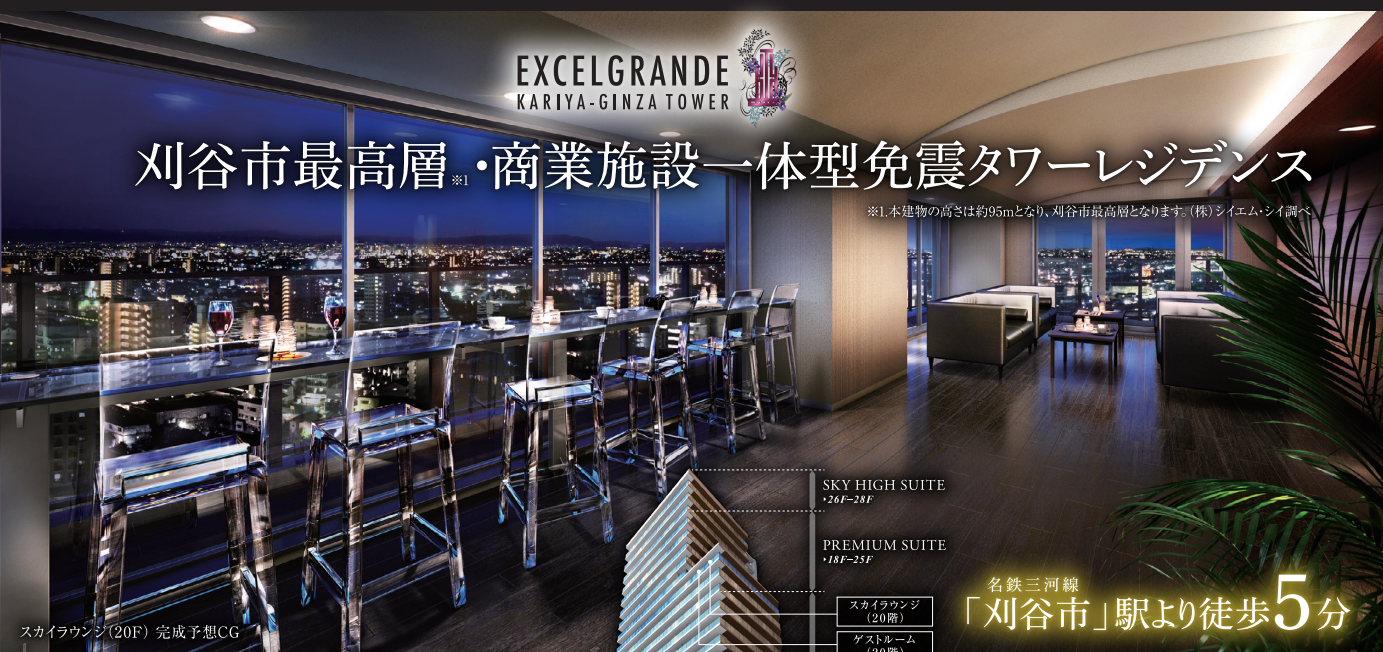 EXCELGRANDE
KARIYA-GINZA TOWER
刈谷市最高層※1・商業施設一体型免震タワーレジデンス
※1.本建物の高さは約95mとなり、刈谷市最高層となります。(株)シイエム・シイ調べ
SKY HIGH SUITE
▸26F–28F
PREMIUM SUITE
▸18F–25F
スカイラウンジ
(20階)
ゲストルーム
(20階)
名鉄三河線
「刈谷市」駅より徒歩5分
スカイラウンジ(20F) 完成予想CG